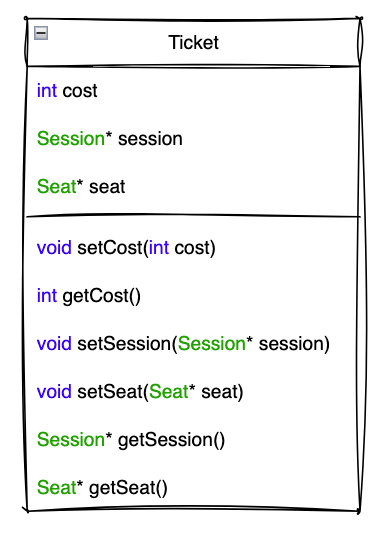 Ticket
int cost
Session* session
Seat* seat
void setCost(int cost)
int getCost()
void setSession(Session* session)
void setSeat(Seat* seat)
Session* getSession()
Seat* getSeat()